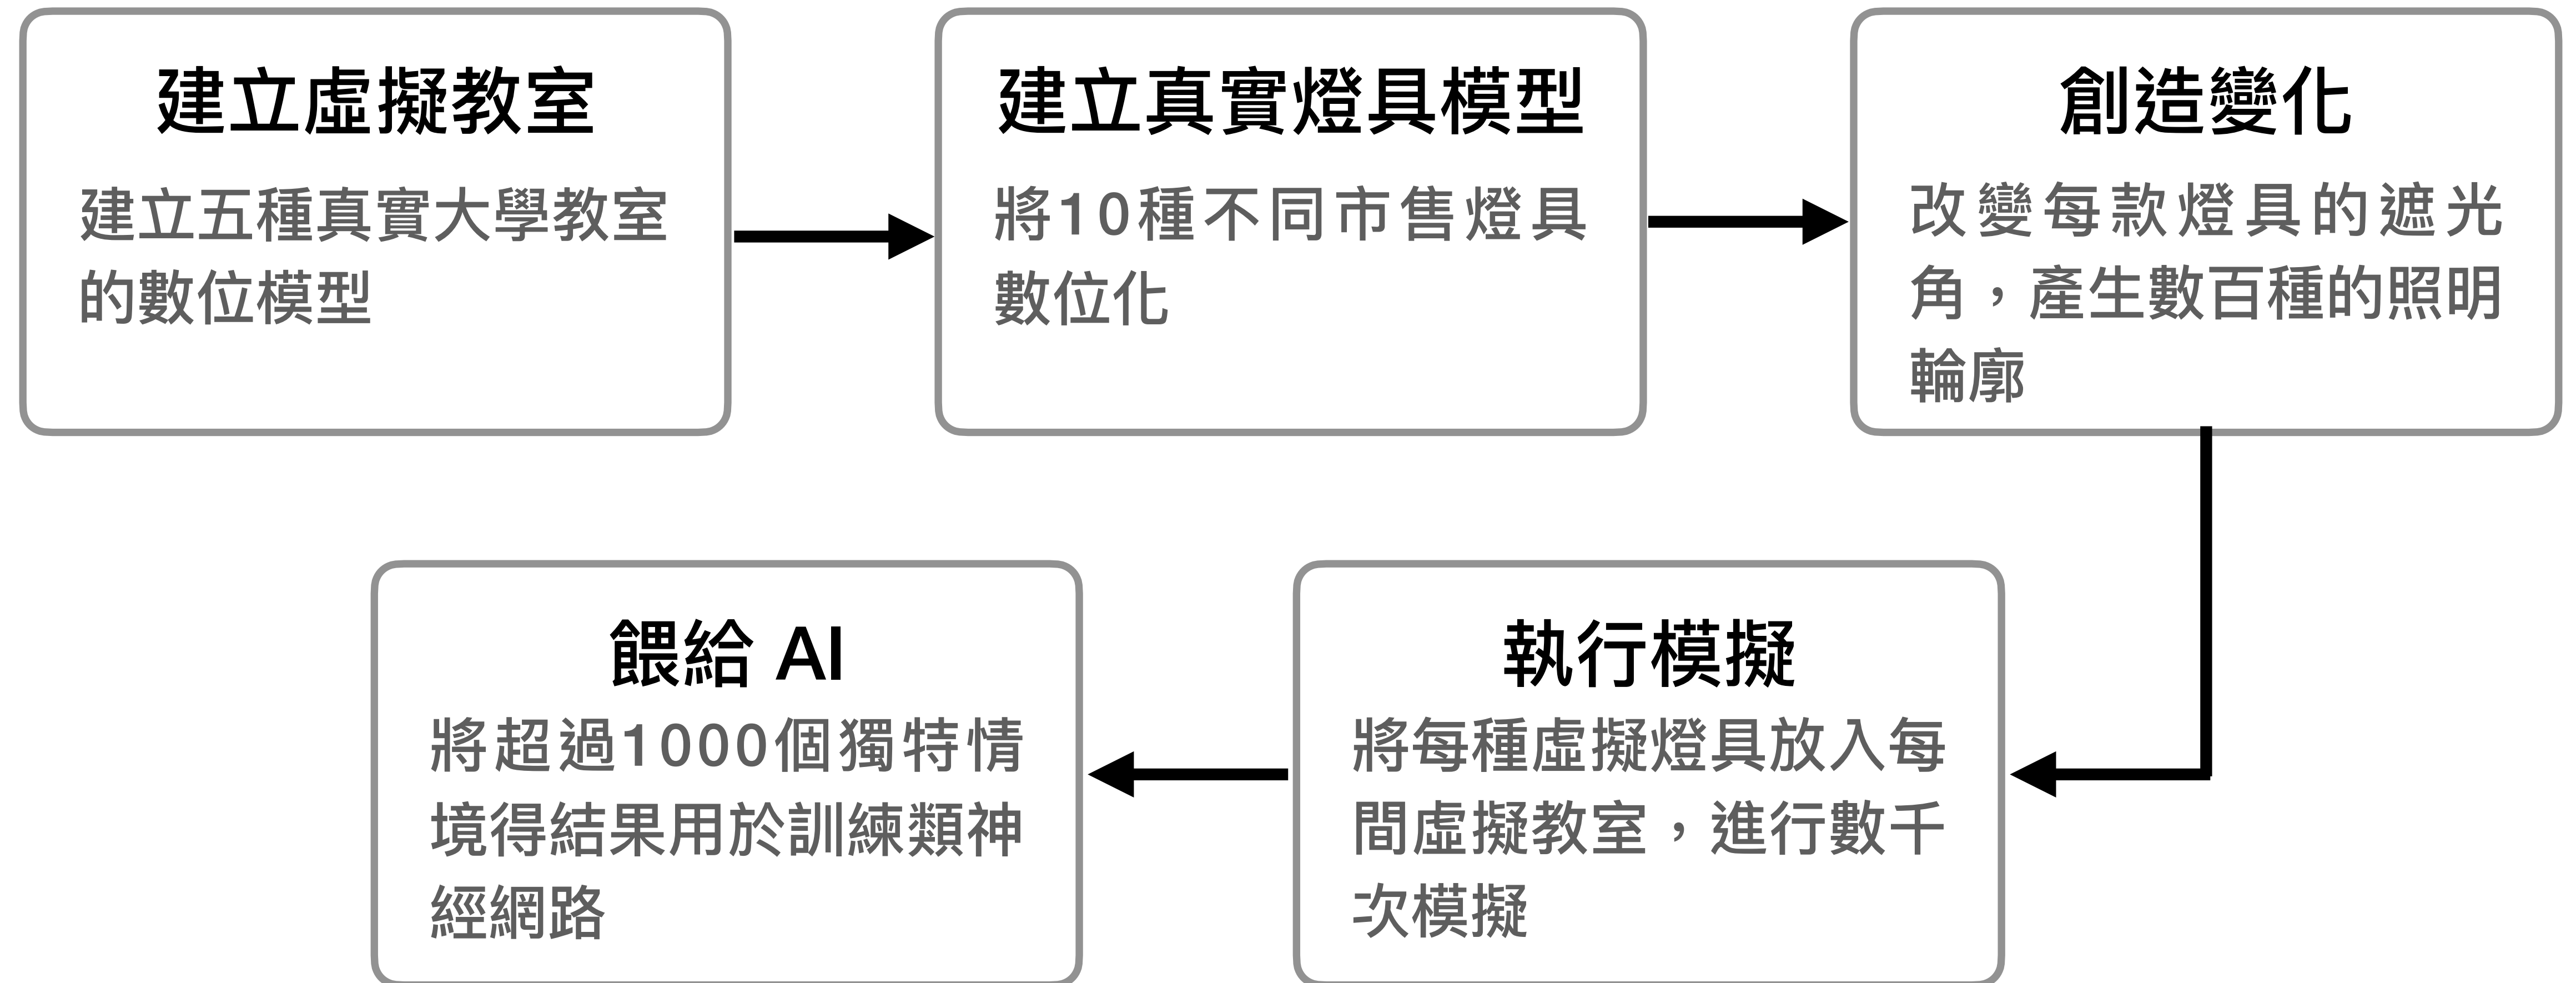 建立虛擬教室
建立五種真實大學教室
的數位模型
建立真實燈具模型
將10種不同市售燈具
數位化
創造變化
改變每款燈具的遮光
角，產生數百種的照明
輪廓
執行模擬
將每種虛擬燈具放入每
間虛擬教室，進行數千
次模擬
餵給 AI
將超過1000個獨特情
境得結果用於訓練類神
經網路